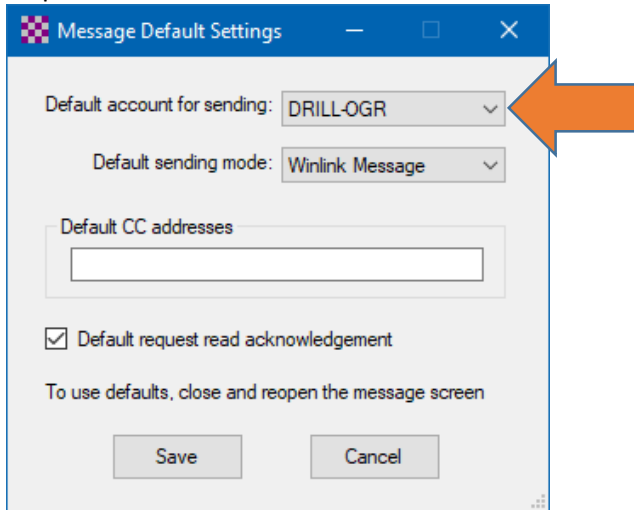 Message Default Settings
Default account for sending: DRILL-OGR
Default sending mode: Winlink Message
Default CC addresses
Default request read acknowledgement
To use defaults, close and reopen the message screen
Save Cancel